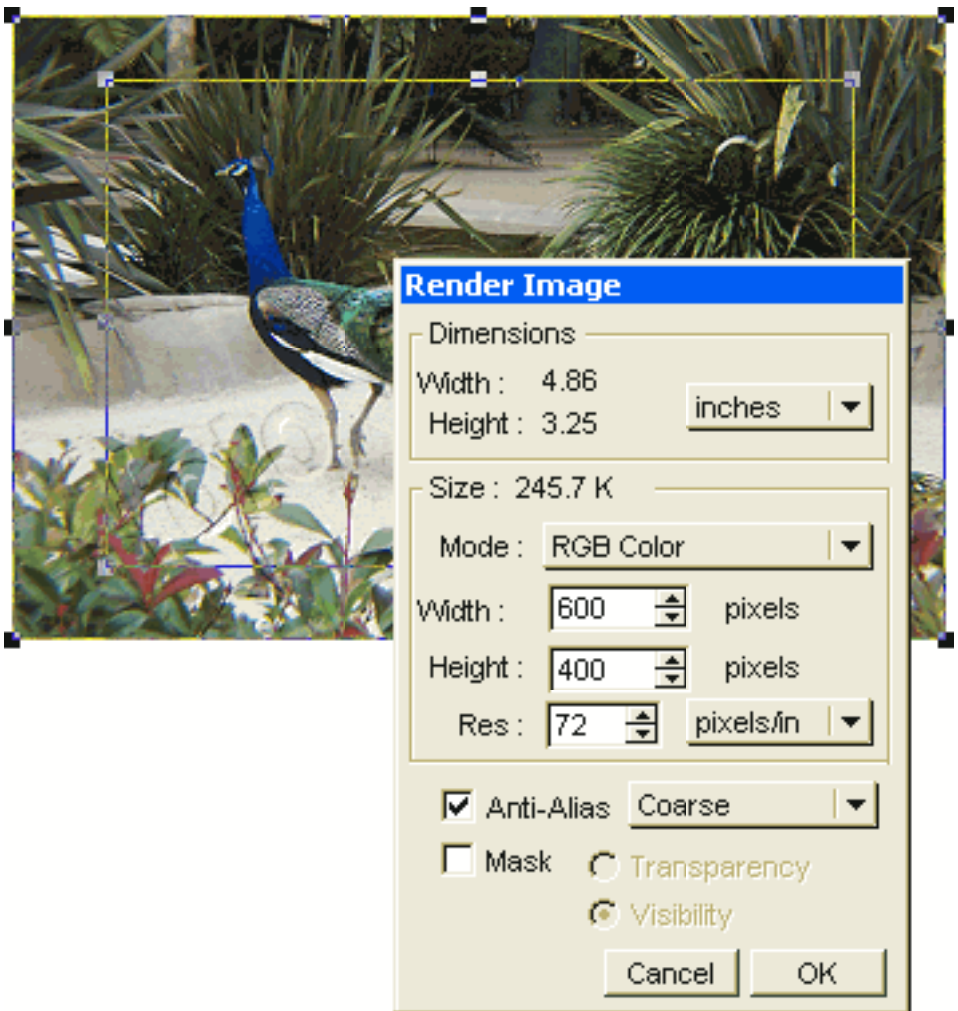 Render Image
Dimensions
Width : 4.86
inches
Height : 3.25
Size : 245.7 K
Mode : RGB Color
Width : 600 pixels
Height : 400 pixels
Res : 72 pixels/in
Anti-Alias Coarse
Mask Transparency
Visibility
Cancel OK